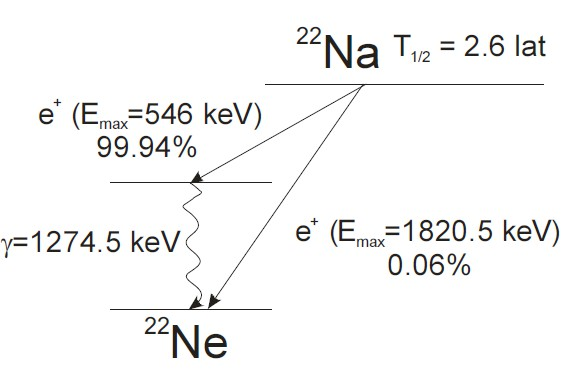 ²²Na T₁/₂ = 2.6 lat
e⁺ (Eₘₐₓ=546 keV)
99.94%
γ=1274.5 keV
e⁺ (Eₘₐₓ=1820.5 keV)
0.06%
²²Ne